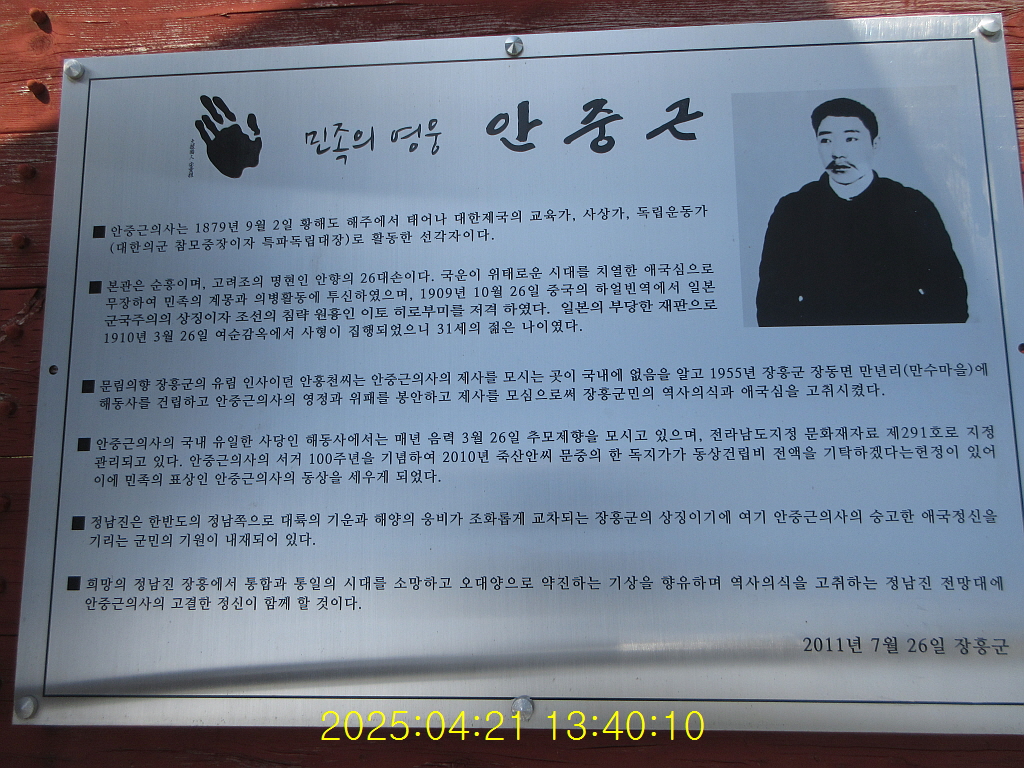 민족의 영웅 안중근
■ 안중근의사는 1879년 9월 2일 황해도 해주에서 태어나 대한제국의 교육가, 사상가, 독립운동가
(대한의군 참모중장이자 특파독립대장)로 활동한 선각자이다.
■ 본관은 순흥이며, 고려조의 명현인 안향의 26대손이다. 국운이 위태로운 시대를 치열한 애국심으로
무장하여 민족의 계몽과 의병활동에 투신하였으며, 1909년 10월 26일 중국의 하얼빈역에서 일본
군국주의의 상징이자 조선의 침략 원흉인 이토 히로부미를 저격 하였다. 일본의 부당한 재판으로
1910년 3월 26일 여순감옥에서 사형이 집행되었으니 31세의 젊은 나이였다.
■ 문림의향 장흥군의 유림 인사이던 안홍천씨는 안중근의사의 제사를 모시는 곳이 국내에 없음을 알고 1955년 장흥군 장동면 만년리(만수마을)에
해동사를 건립하고 안중근의사의 영정과 위패를 봉안하고 제사를 모심으로써 장흥군민의 역사의식과 애국심을 고취시켰다.
■ 안중근의사의 국내 유일한 사당인 해동사에서는 매년 음력 3월 26일 추모제향을 모시고 있으며, 전라남도지정 문화재자료 제291호로 지정
관리되고 있다. 안중근의사의 서거 100주년을 기념하여 2010년 죽산안씨 문중의 한 독지가가 동상건립비 전액을 기탁하겠다는헌정이 있어
이에 민족의 표상인 안중근의사의 동상을 세우게 되었다.
■ 정남진은 한반도의 정남쪽으로 대륙의 기운과 해양의 웅비가 조화롭게 교차되는 장흥군의 상징이기에 여기 안중근의사의 숭고한 애국정신을
기리는 군민의 기원이 내재되어 있다.
■ 희망의 정남진 장흥에서 통합과 통일의 시대를 소망하고 오대양으로 약진하는 기상을 향유하며 역사의식을 고취하는 정남진 전망대에
안중근의사의 고결한 정신이 함께 할 것이다.
2011년 7월 26일 장흥군
2025:04:21 13:40:10